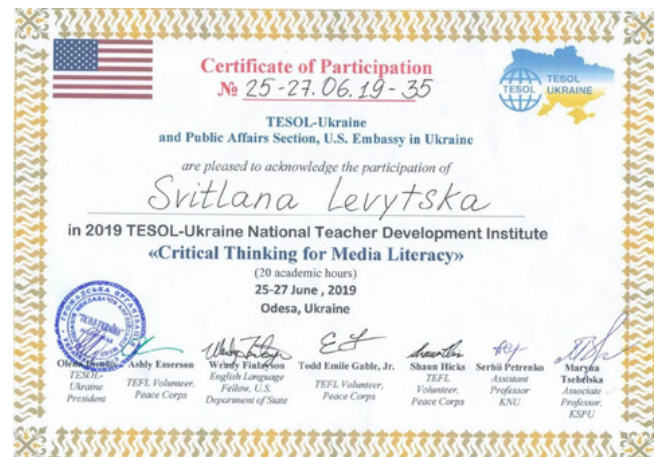 Certificate of Participation
№ 25-27.06.19-35
TESOL
TESOL
UKRAINE
TESOL-Ukraine
and Public Affairs Section, U.S. Embassy in Ukraine
are pleased to acknowledge the participation of
Svitlana Levytska
in 2019 TESOL-Ukraine National Teacher Development Institute
«Critical Thinking for Media Literacy»
(20 academic hours)
25-27 June , 2019
Odesa, Ukraine
Ashly Emerson
TEFL Volunteer,
Peace Corps
Wendy Finlayson
English Language
Fellow, U.S.
Department of State
Todd Emile Gable, Jr.
TEFL Volunteer,
Peace Corps
Shaun Hicks
TEFL
Volunteer,
Peace Corps
Serhii Petrenko
Assistant
Professor
KNU
Maryna
Tsehelska
Associate
Professor,
KSPU
TESOL-
Ukraine
President